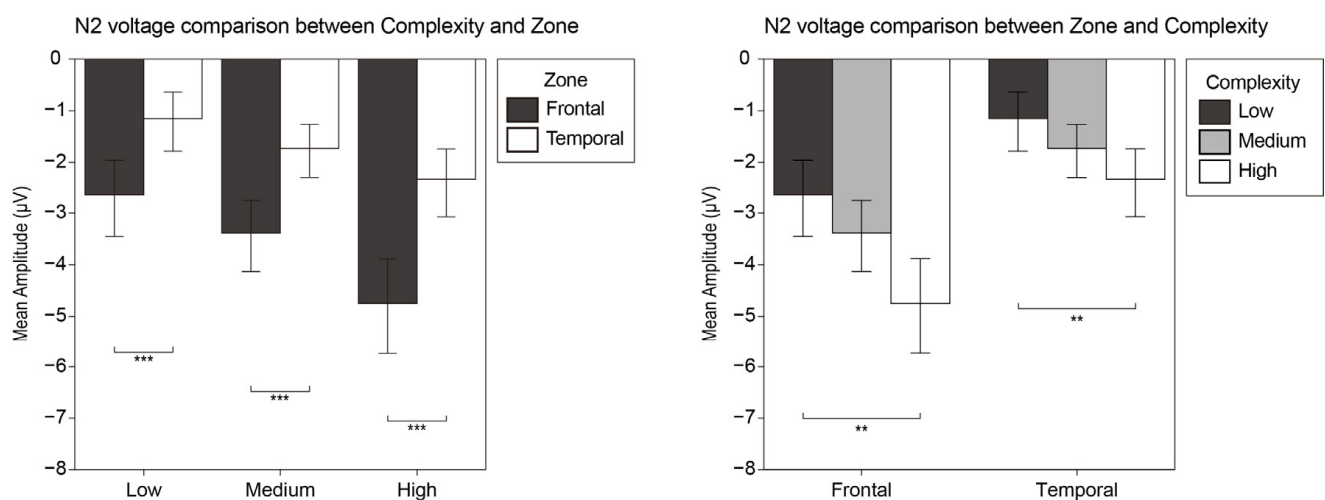 N2 voltage comparison between Complexity and Zone
0
−1
−2
−3
−4
−5
−6
−7
−8
Mean Amplitude (µV)
***
***
***
Low Medium High
Zone
Frontal
Temporal
N2 voltage comparison between Zone and Complexity
0
−1
−2
−3
−4
−5
−6
−7
−8
Mean Amplitude (µV)
**
**
Frontal Temporal
Complexity
Low
Medium
High